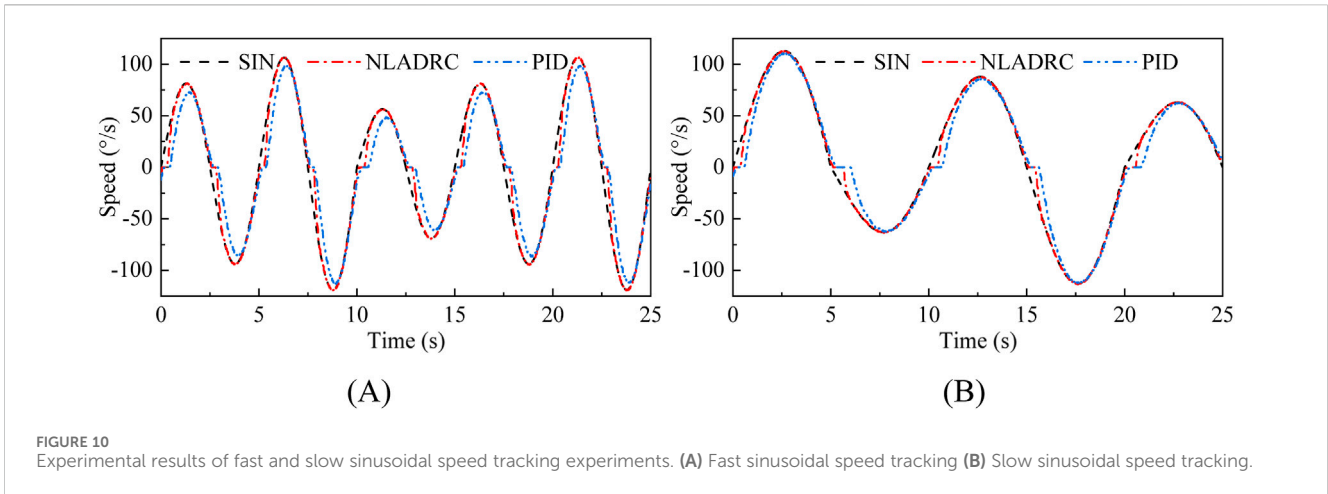 SIN NLADRC PID
100
50
0
-50
-100
Speed (°/s)
0 5 10 15 20 25
Time (s)
(A)
SIN NLADRC PID
100
50
0
-50
-100
Speed (°/s)
0 5 10 15 20 25
Time (s)
(B)
FIGURE 10
Experimental results of fast and slow sinusoidal speed tracking experiments. (A) Fast sinusoidal speed tracking (B) Slow sinusoidal speed tracking.